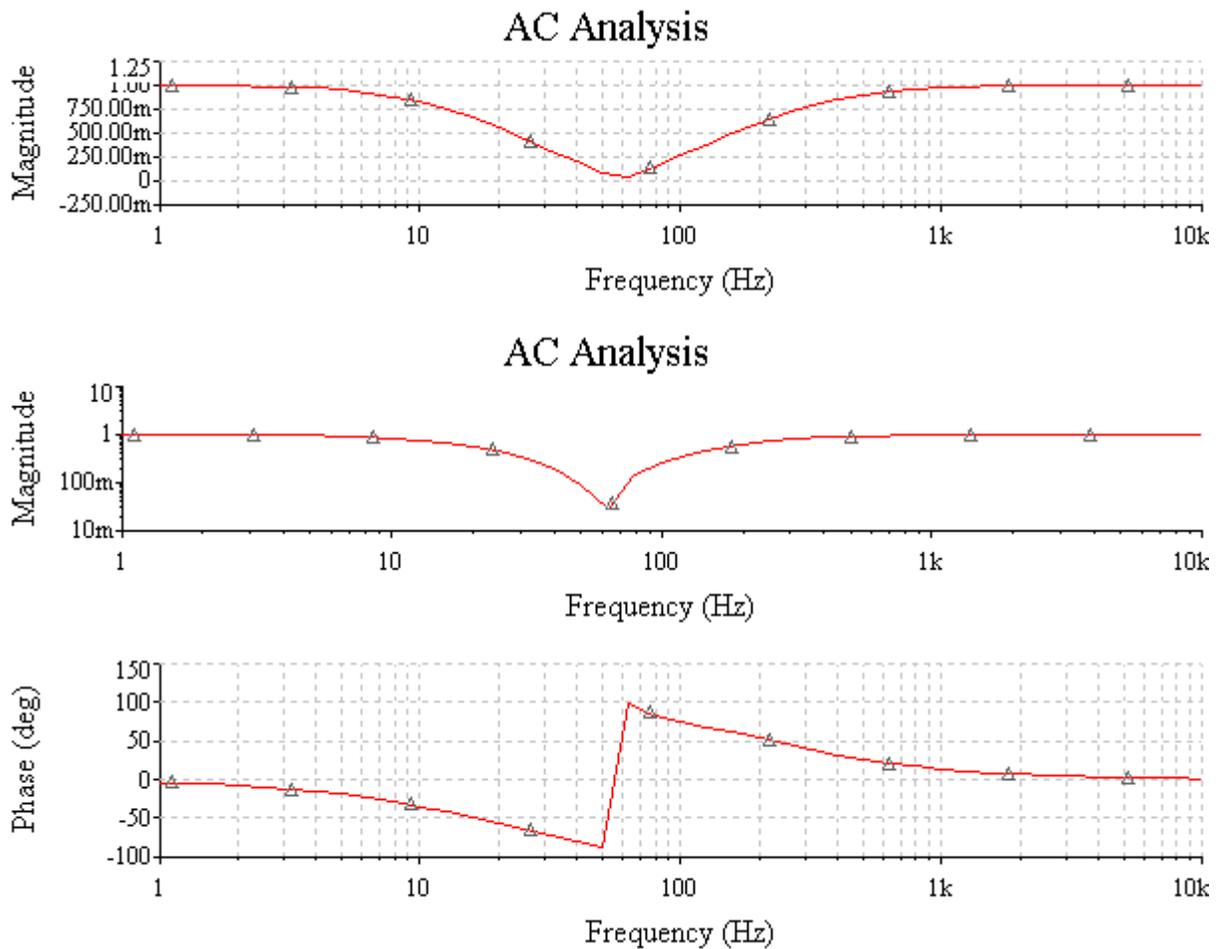 AC Analysis
Magnitude
1.25
1.00
750.00m
500.00m
250.00m
0
-250.00m
1 10 100 1k 10k
Frequency (Hz)
AC Analysis
Magnitude
10
1
100m
10m
1 10 100 1k 10k
Frequency (Hz)
Phase (deg)
150
100
50
0
-50
-100
1 10 100 1k 10k
Frequency (Hz)